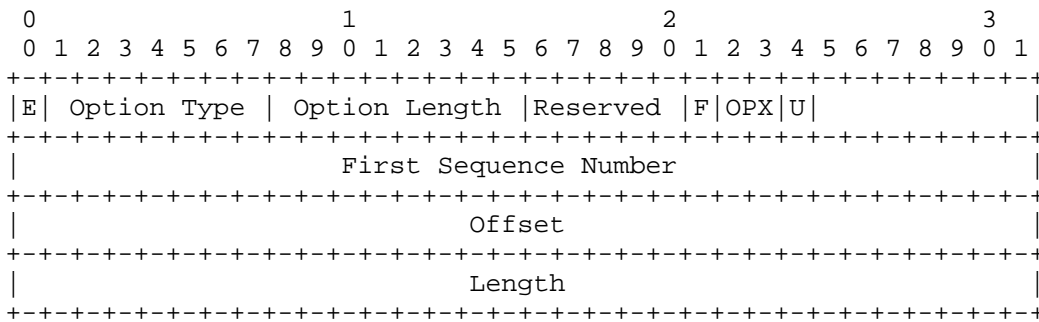 0                   1                   2                   3
 0 1 2 3 4 5 6 7 8 9 0 1 2 3 4 5 6 7 8 9 0 1 2 3 4 5 6 7 8 9 0 1
+-+-+-+-+-+-+-+-+-+-+-+-+-+-+-+-+-+-+-+-+-+-+-+-+-+-+-+-+-+-+-+-+
|E| Option Type | Option Length |Reserved |F|OPX|U|             |
+-+-+-+-+-+-+-+-+-+-+-+-+-+-+-+-+-+-+-+-+-+-+-+-+-+-+-+-+-+-+-+-+
|                    First Sequence Number                      |
+-+-+-+-+-+-+-+-+-+-+-+-+-+-+-+-+-+-+-+-+-+-+-+-+-+-+-+-+-+-+-+-+
|                            Offset                             |
+-+-+-+-+-+-+-+-+-+-+-+-+-+-+-+-+-+-+-+-+-+-+-+-+-+-+-+-+-+-+-+-+
|                            Length                             |
+-+-+-+-+-+-+-+-+-+-+-+-+-+-+-+-+-+-+-+-+-+-+-+-+-+-+-+-+-+-+-+-+